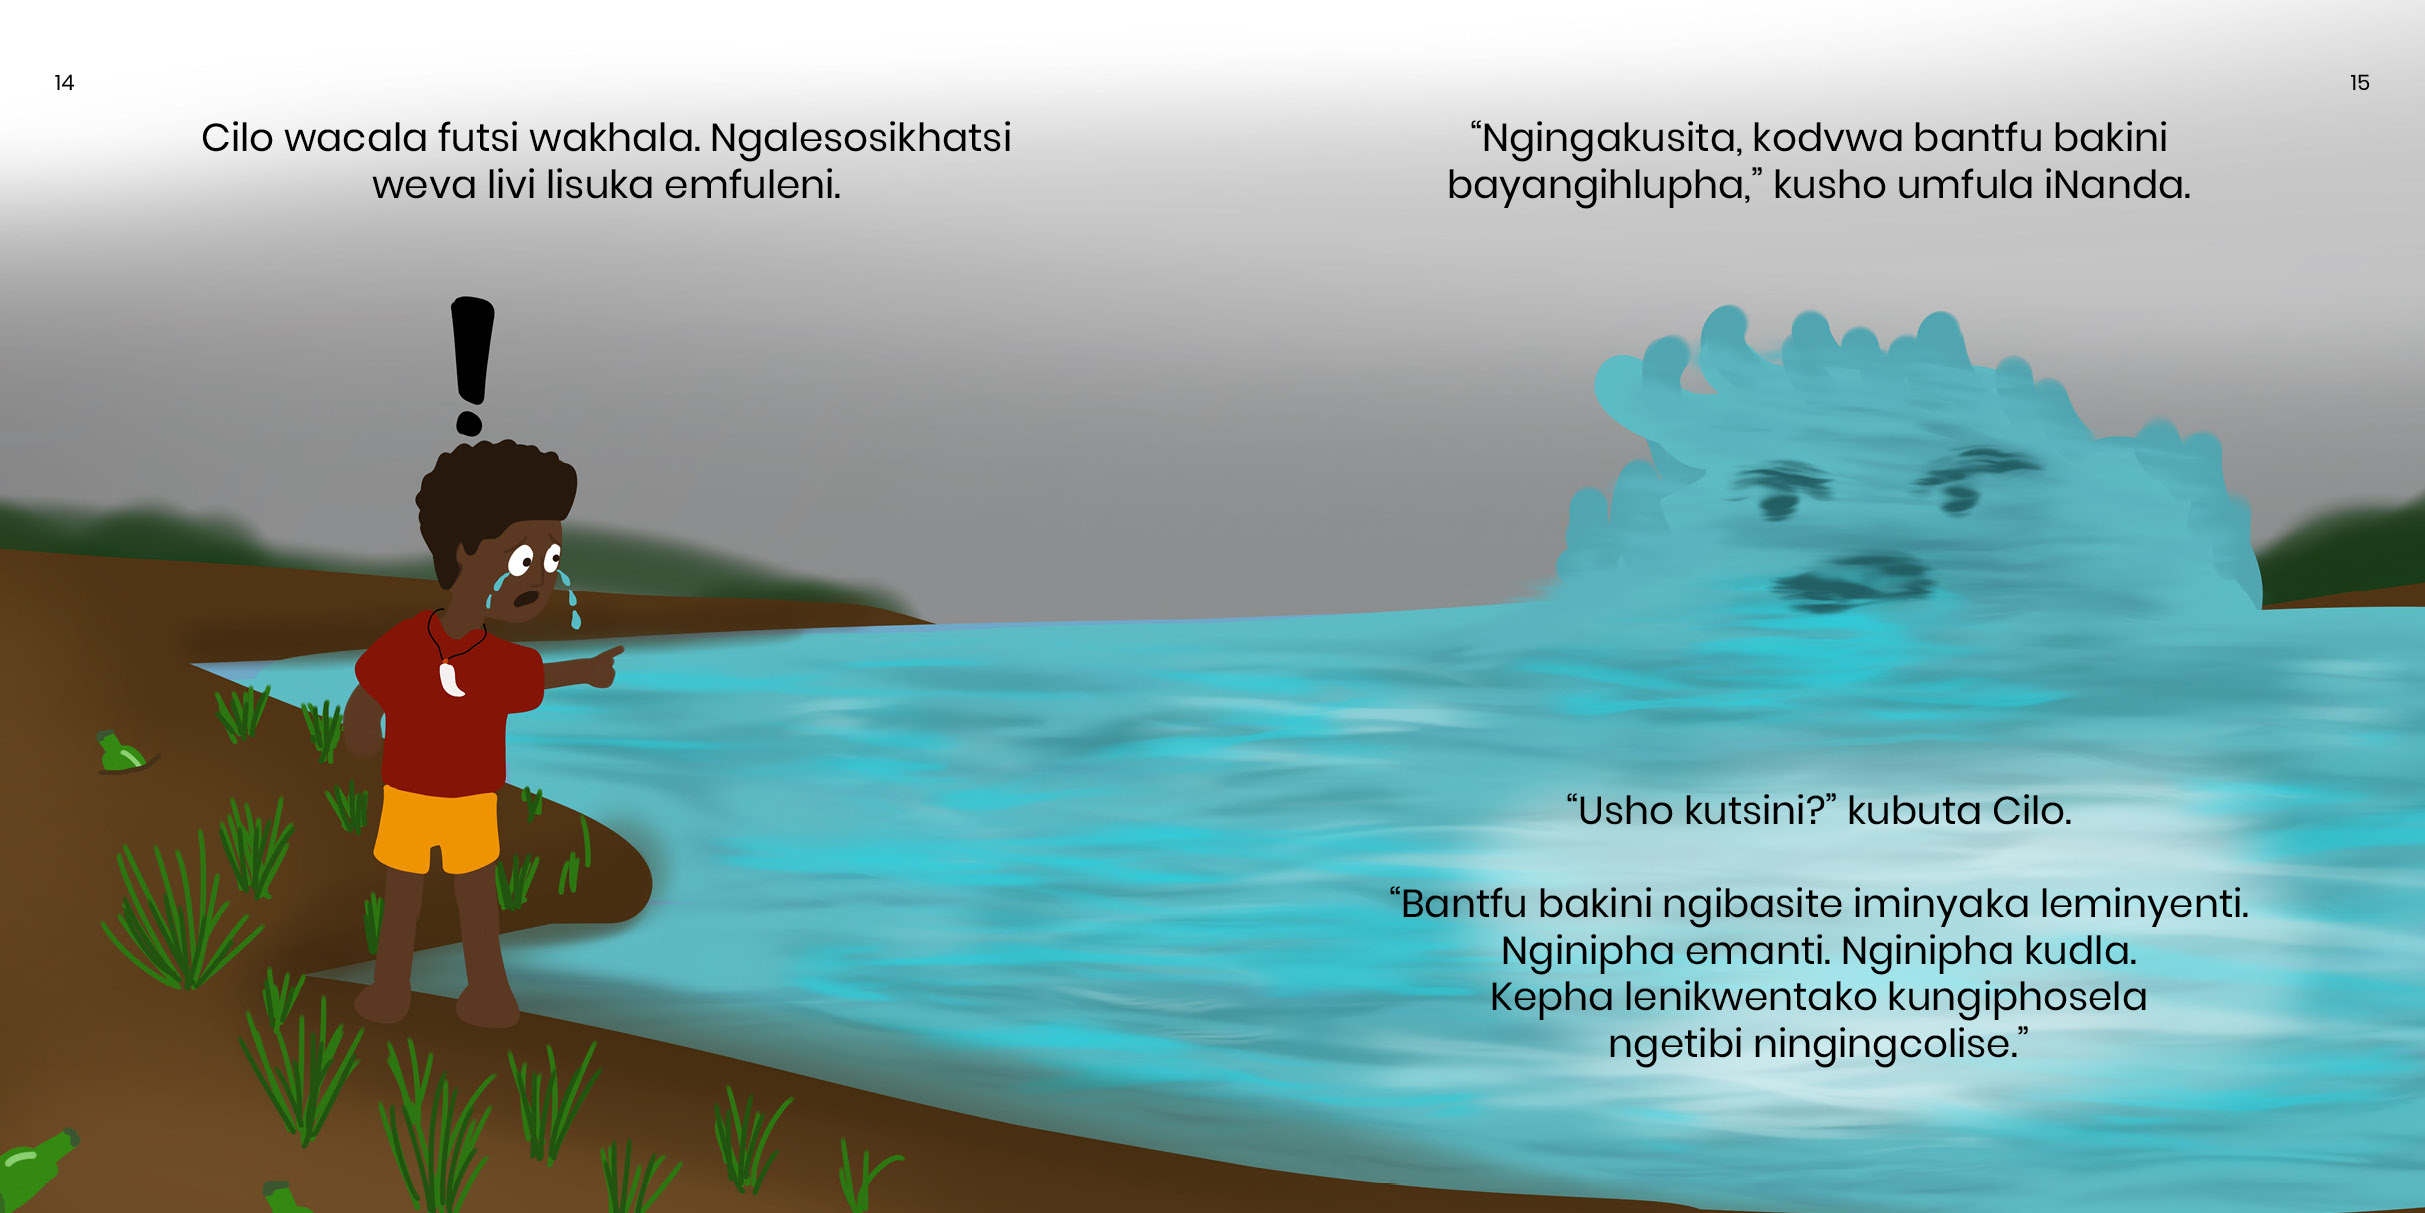 14
Cilo wacala futsi wakhala. Ngalesosikhatsi
weva livi lisuka emfuleni.
15
“Ngingakusita, kodvwa bantfu bakini
bayangihlupha,” kusho umfula iNanda.
“Usho kutsini?” kubuta Cilo.
“Bantfu bakini ngibasite iminyaka leminyenti.
Nginipha emanti. Nginipha kudla.
Kepha lenikwentako kungiphosela
ngetibi ningingcolise.”